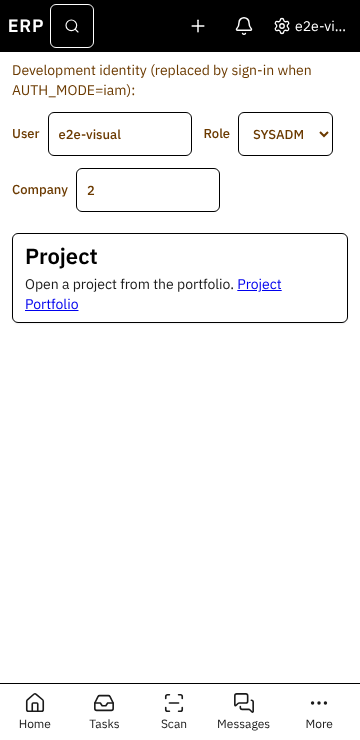 ERP
e2e-vi...
Development identity (replaced by sign-in when
AUTH_MODE=iam):
User e2e-visual Role SYSADM
Company 2
Project
Open a project from the portfolio. Project
Portfolio
Home Tasks Scan Messages More